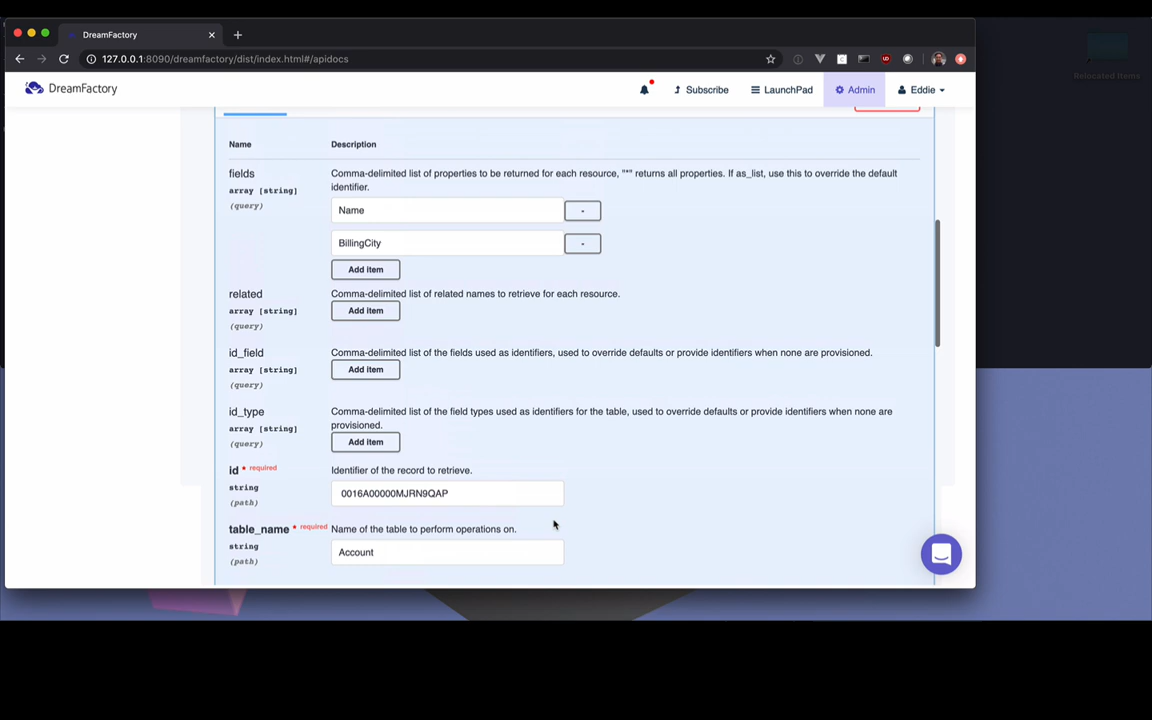 DreamFactory
127.0.0.1:8090/dreamfactory/dist/index.html#/apidocs
Relocated Items
DreamFactory
Subscribe
LaunchPad
Admin
Eddie
Name
Description
fields
Comma-delimited list of properties to be returned for each resource, "*" returns all properties. If as_list, use this to override the default
array [string]
identifier.
(query)
Name
-
BillingCity
-
Add item
related
Comma-delimited list of related names to retrieve for each resource.
array [string]
Add item
(query)
id_field
Comma-delimited list of the fields used as identifiers, used to override defaults or provide identifiers when none are provisioned.
array [string]
Add item
(query)
id_type
Comma-delimited list of the field types used as identifiers for the table, used to override defaults or provide identifiers when none are
array [string]
provisioned.
(query)
Add item
id * required
Identifier of the record to retrieve.
string
0016A00000MJRN9QAP
(path)
table_name * required
Name of the table to perform operations on.
string
Account
(path)